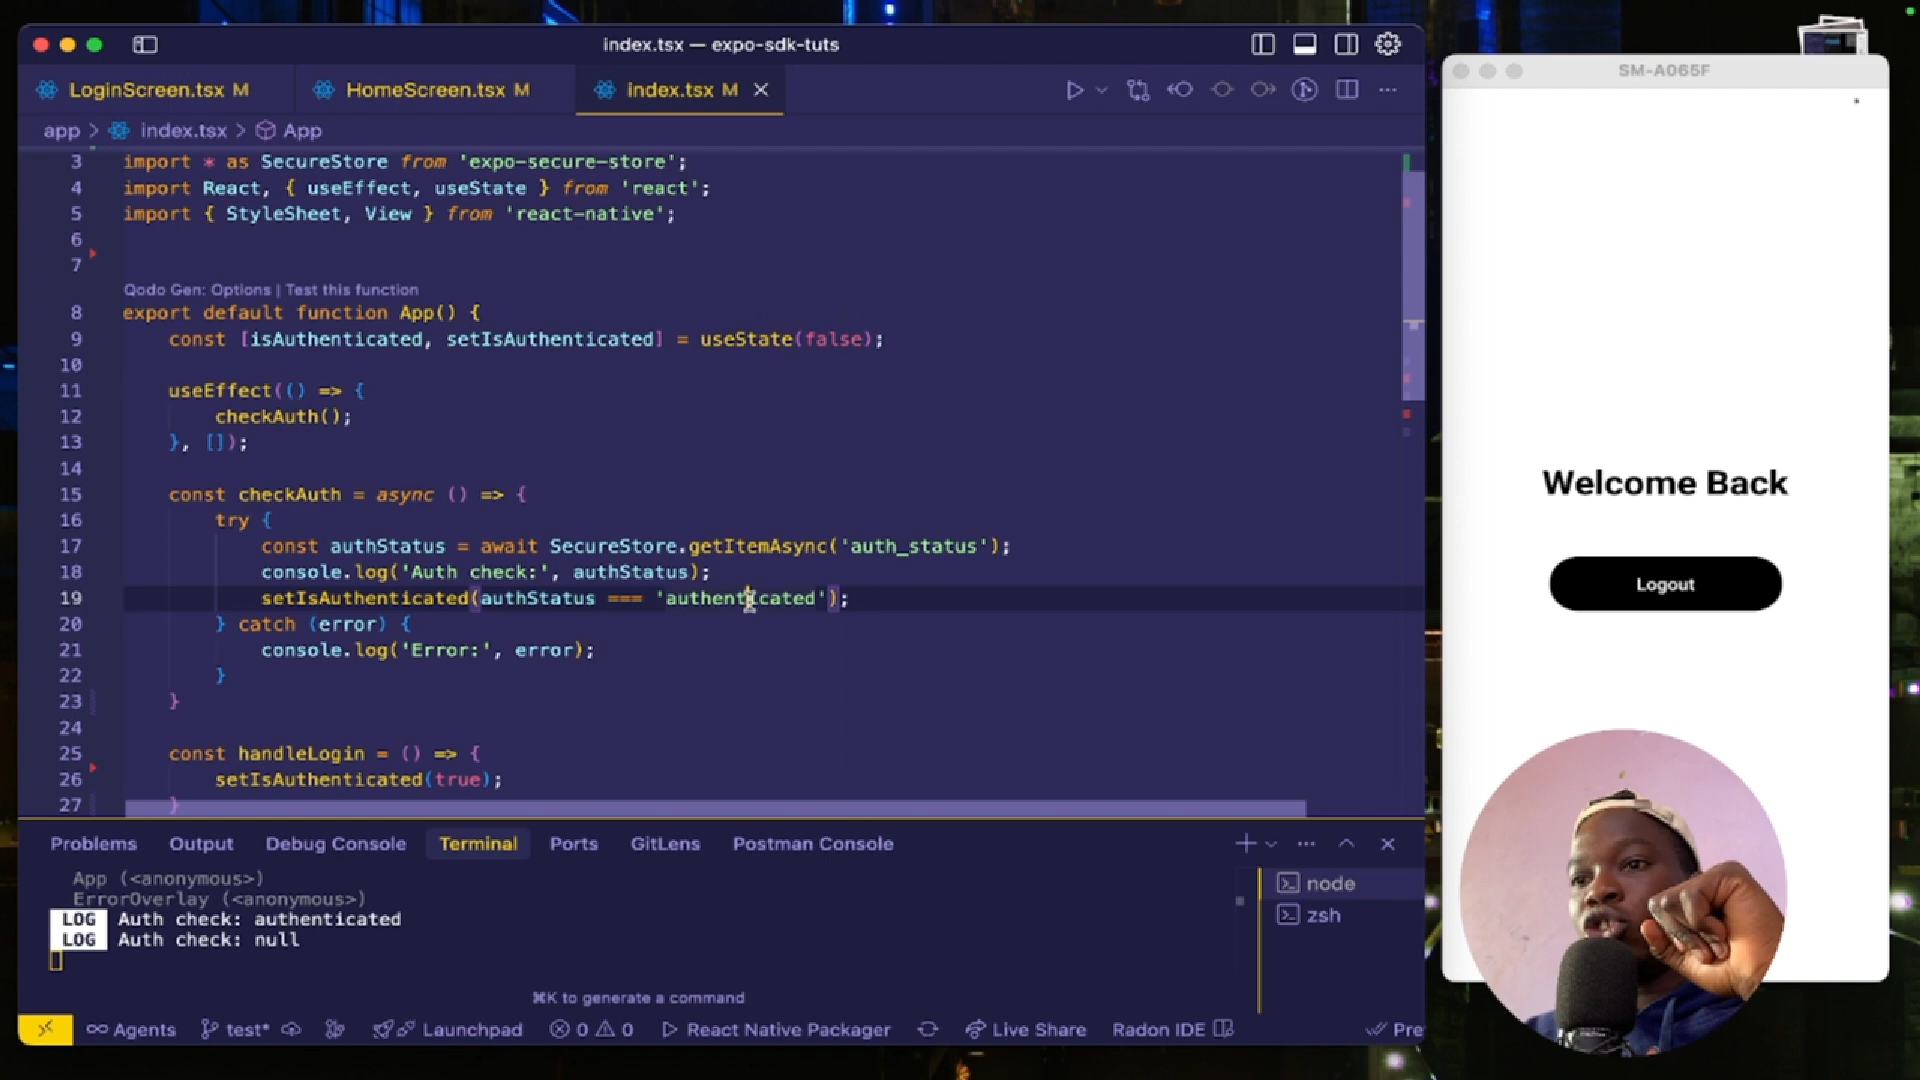 index.tsx — expo-sdk-tuts
LoginScreen.tsx M
HomeScreen.tsx M
index.tsx M
app > index.tsx > App
3 import * as SecureStore from 'expo-secure-store';
4 import React, { useEffect, useState } from 'react';
5 import { StyleSheet, View } from 'react-native';
6
7
Qodo Gen: Options | Test this function
8 export default function App() {
9 const [isAuthenticated, setIsAuthenticated] = useState(false);
10
11 useEffect(() => {
12 checkAuth();
13 }, []);
14
15 const checkAuth = async () => {
16 try {
17 const authStatus = await SecureStore.getItemAsync('auth_status');
18 console.log('Auth check:', authStatus);
19 setIsAuthenticated(authStatus === 'authenticated');
20 } catch (error) {
21 console.log('Error:', error);
22 }
23 }
24
25 const handleLogin = () => {
26 setIsAuthenticated(true);
27 }
Problems Output Debug Console Terminal Ports GitLens Postman Console
App (<anonymous>)
ErrorOverlay (<anonymous>)
LOG Auth check: authenticated
LOG Auth check: null
⌘K to generate a command
node
zsh
Agents test* Launchpad 0 0 React Native Packager Live Share Radon IDE Pre
SM-A065F
Welcome Back
Logout